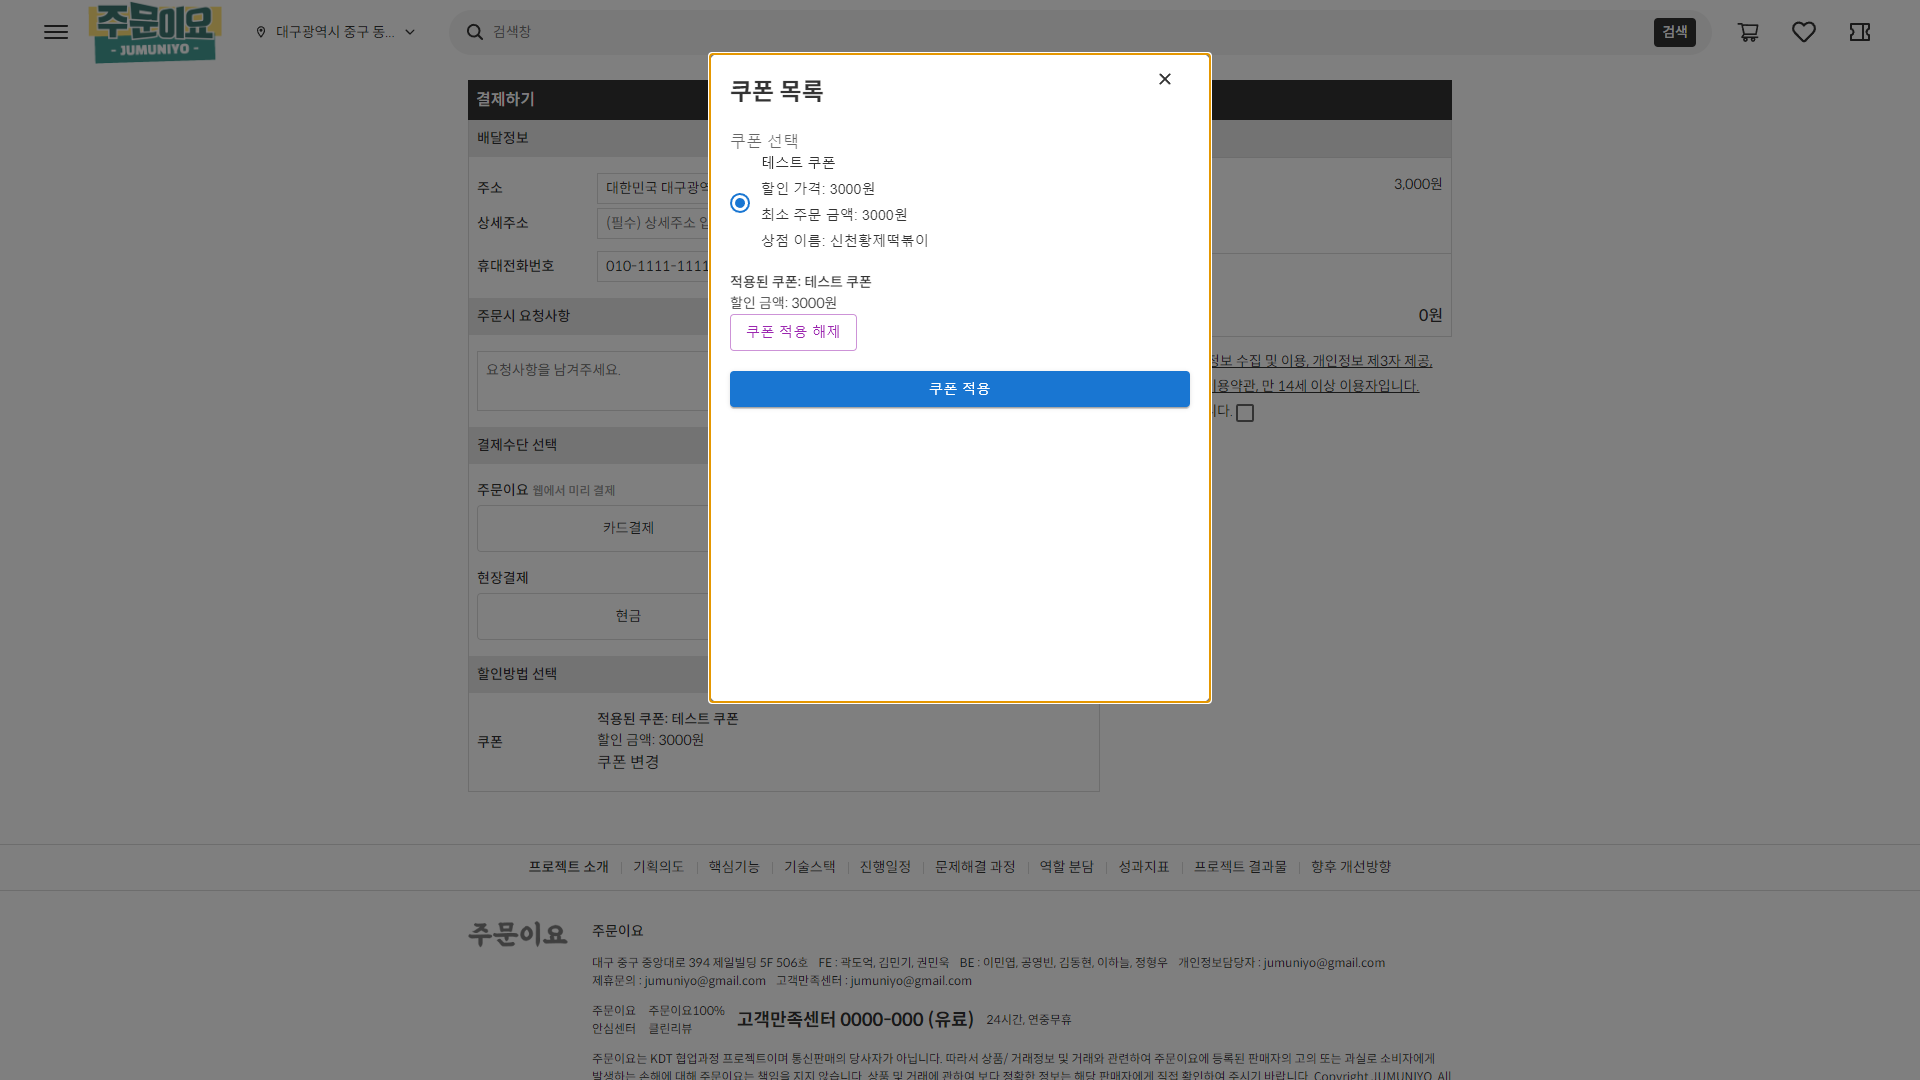 주문이요
- JUMUNIYO -
대구광역시 중구 동...
검색창
검색
결제하기
배달정보
주소
대한민국 대구광역
상세주소
(필수) 상세주소 입
휴대전화번호
010-1111-1111
주문시 요청사항
요청사항을 남겨주세요.
결제수단 선택
주문이요 웹에서 미리 결제
카드결제
현장결제
현금
할인방법 선택
쿠폰
적용된 쿠폰: 테스트 쿠폰
할인 금액: 3000원
쿠폰 변경
쿠폰 목록
쿠폰 선택
테스트 쿠폰
할인 가격: 3000원
최소 주문 금액: 3000원
상점 이름: 신천황제떡볶이
적용된 쿠폰: 테스트 쿠폰
할인 금액: 3000원
쿠폰 적용 해제
쿠폰 적용
3,000원
0원
정보 수집 및 이용, 개인정보 제3자 제공,
이용약관, 만 14세 이상 이용자입니다.
니다.
프로젝트 소개 기획의도 핵심기능 기술스택 진행일정 문제해결 과정 역할 분담 성과지표 프로젝트 결과물 향후 개선방향
주문이요
주문이요
대구 중구 중앙대로 394 제일빌딩 5F 506호 FE : 곽도억, 김민기, 권민욱 BE : 이민엽, 공영빈, 김동현, 이하늘, 정형우 개인정보담당자 : jumuniyo@gmail.com
제휴문의 : jumuniyo@gmail.com 고객만족센터 : jumuniyo@gmail.com
주문이요 주문이요100%
안심센터 클린리뷰
고객만족센터 0000-000 (유료) 24시간, 연중무휴
주문이요는 KDT 협업과정 프로젝트이며 통신판매의 당사자가 아닙니다. 따라서 상품/ 거래정보 및 거래와 관련하여 주문이요에 등록된 판매자의 고의 또는 과실로 소비자에게
발생하는 손해에 대해 주문이요는 책임을 지지 않습니다. 상품 및 거래에 관하여 보다 정확한 정보는 해당 판매자에게 직접 확인하여 주시기 바랍니다. Copyright JUMUNIYO. All